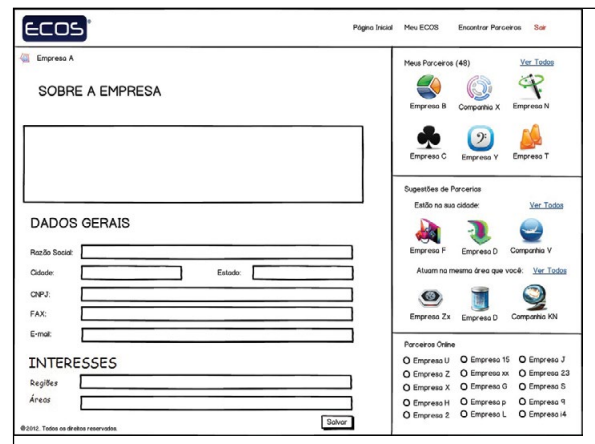 ECOS
Página Inicial Meu ECOS Encontrar Parceiros Sair
Empresa A
SOBRE A EMPRESA
DADOS GERAIS
Razão Social:
Cidade: Estado:
CNPJ:
FAX:
E-mail:
INTERESSES
Regiões
Áreas
Salvar
©2012. Todos os direitos reservados
Meus Parceiros (48) Ver Todos
Empresa B Companhia X Empresa N
Empresa C Empresa Y Empresa T
Sugestões de Parcerias
Estão na sua cidade: Ver Todos
Empresa F Empresa D Companhia V
Atuam na mesma área que você: Ver Todos
Empresa Zx Empresa D Companhia KN
Parceiros Online
Empresa U Empresa 15 Empresa J
Empresa Z Empresa xx Empresa 23
Empresa X Empresa G Empresa S
Empresa H Empresa p Empresa 9
Empresa 2 Empresa L Empresa i4